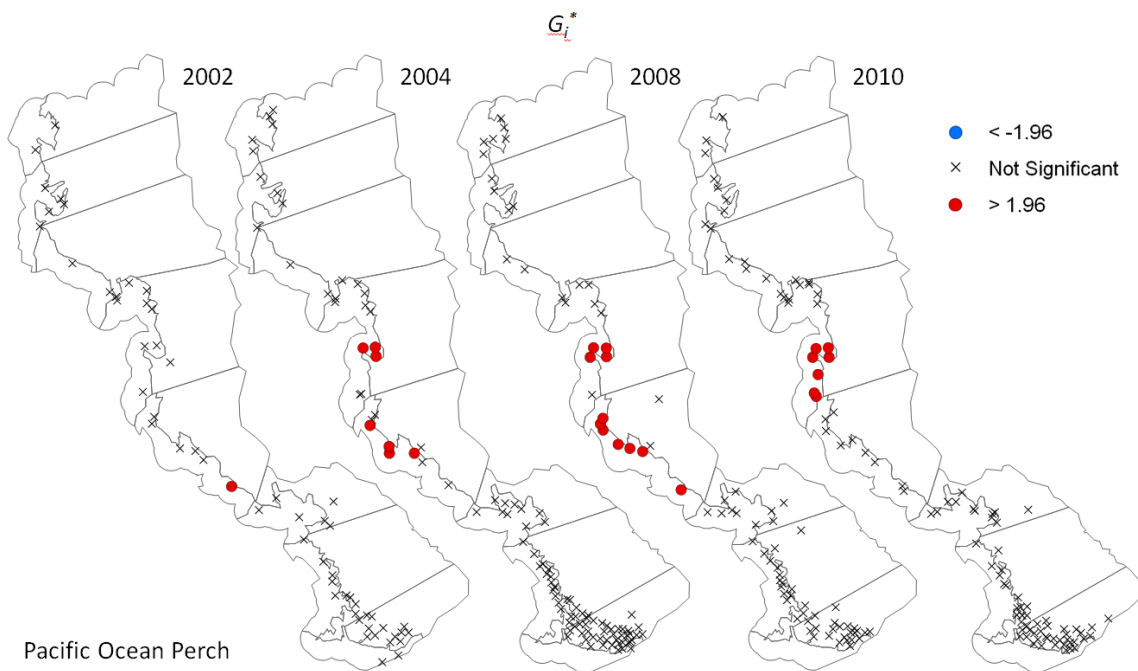 Gᵢ*
2002
2004
2008
2010
< -1.96
Not Significant
> 1.96
Pacific Ocean Perch